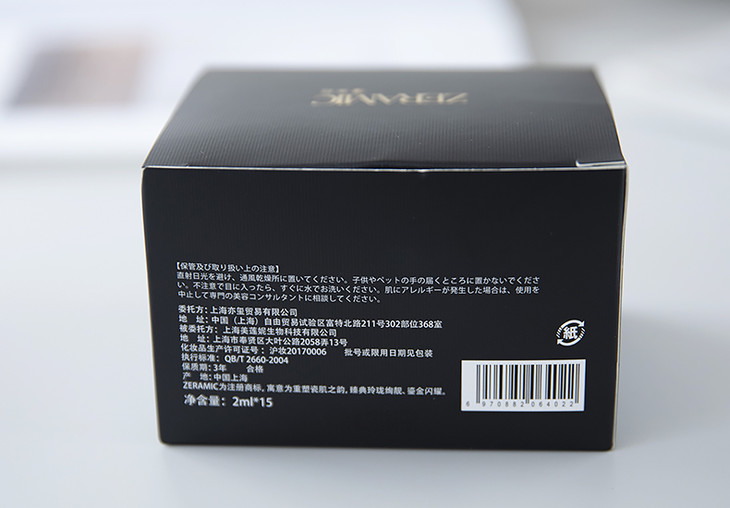 ZERAMIC
【保管及び取り扱い上の注意】
直射日光を避け、通風乾燥所に置いてください。子供やペットの手の届くところに置かないでくださ
い。不注意で目に入ったら、すぐに水でお洗いください。肌にアレルギーが発生した場合は、使用を
中止して専門の美容コンサルタントに相談してください。
委托方：上海亦玺贸易有限公司
地　址：中国（上海）自由贸易试验区富特北路211号302部位368室
被委托方：上海美莲妮生物科技有限公司
地　址：上海市奉贤区大叶公路2058弄13号
化妆品生产许可证号：沪妆20170006　批号或限用日期见包装
执行标准：QB/T 2660-2004
保质期：3年　合格
产　地：中国上海
ZERAMIC为注册商标，寓意为重塑瓷肌之韵，臻典玲珑绚靓、鎏金闪耀。
净含量：2ml*15
紙
6 970882 064022